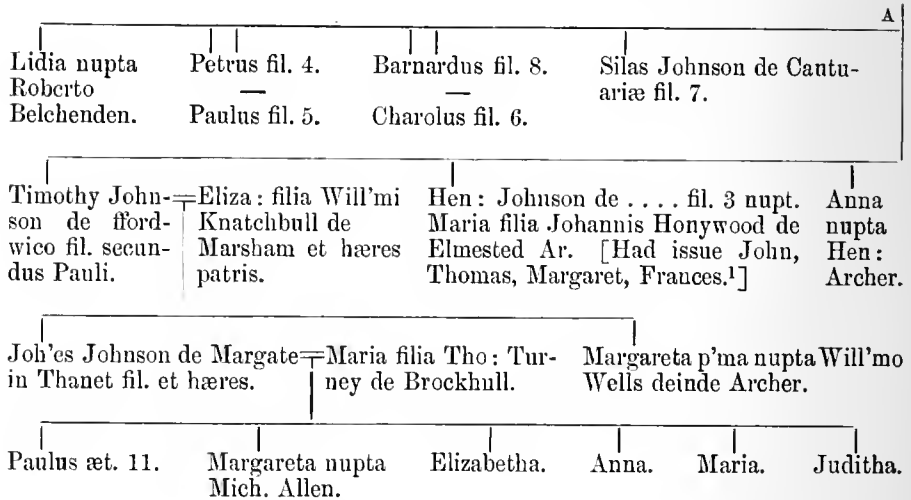 A
Lidia nupta
Roberto
Belchenden.
Petrus fil. 4.
—
Paulus fil. 5.
Barnardus fil. 8.
—
Charolus fil. 6.
Silas Johnson de Cantu-
ariæ fil. 7.
Timothy John-
son de fford-
wico fil. secun-
dus Pauli.
Eliza: filia Will'mi
Knatchbull de
Marsham et hæres
patris.
Hen: Johnson de .... fil. 3 nupt.
Maria filia Johannis Honywood de
Elmested Ar. [Had issue John,
Thomas, Margaret, Frances.¹]
Anna
nupta
Hen:
Archer.
Joh'es Johnson de Margate
in Thanet fil. et hæres.
Maria filia Tho: Tur-
ney de Brockhull.
Margareta p'ma nupta Will'mo
Wells deinde Archer.
Paulus æt. 11.
Margareta nupta
Mich. Allen.
Elizabetha.
Anna.
Maria.
Juditha.